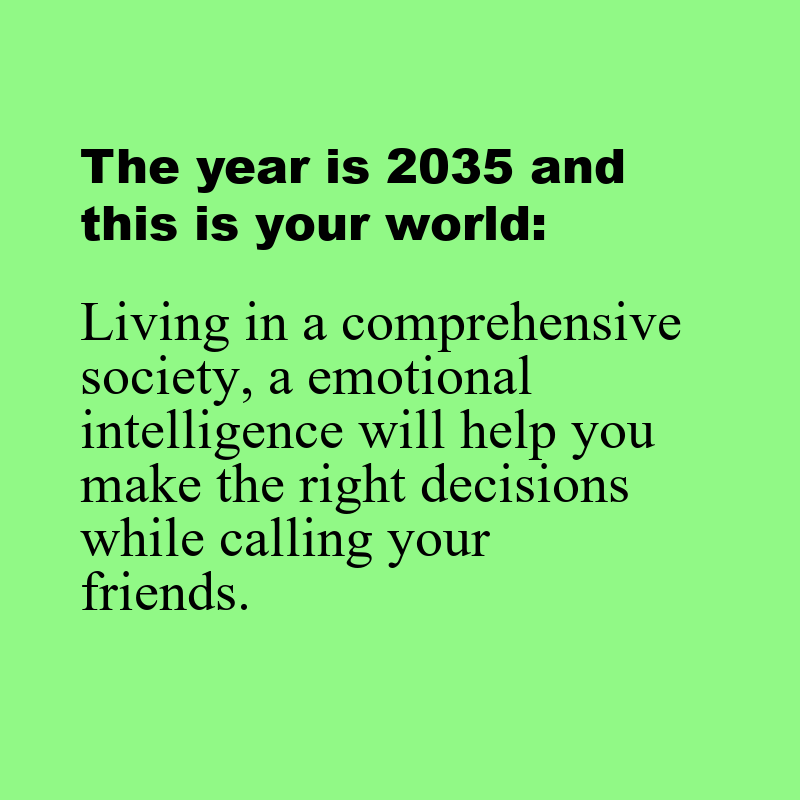 The year is 2035 and
this is your world:
Living in a comprehensive
society, a emotional
intelligence will help you
make the right decisions
while calling your
friends.